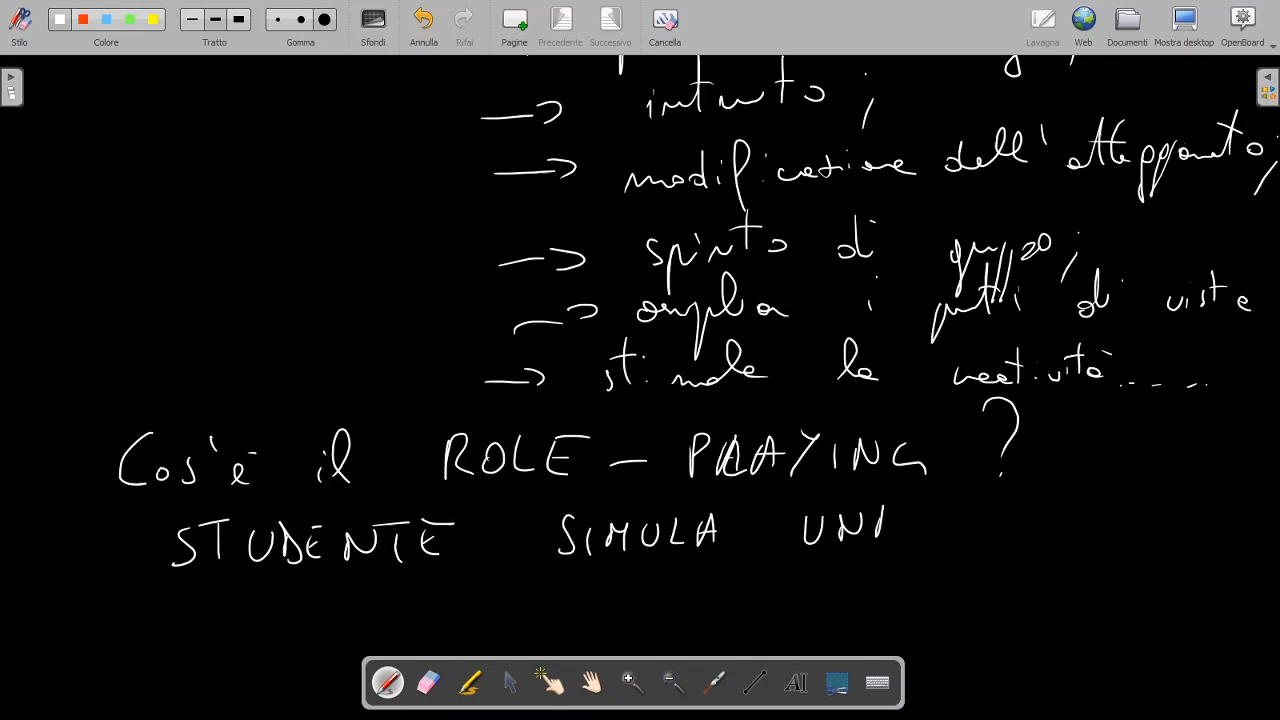 Stilo Colore Tratto Gomma Sfondi Annulla Rifai Pagine Precedente Successivo Cancella Lavagna Web Documenti Mostra desktop OpenBoard
→ intuito;
→ modificazione dell'atteggiamento;
→ spirito di gruppo;
→ amplia i punti di vista
→ stimola la creatività......
Cos'è il ROLE - PLAYING ?
STUDENTE SIMULA UN
AI